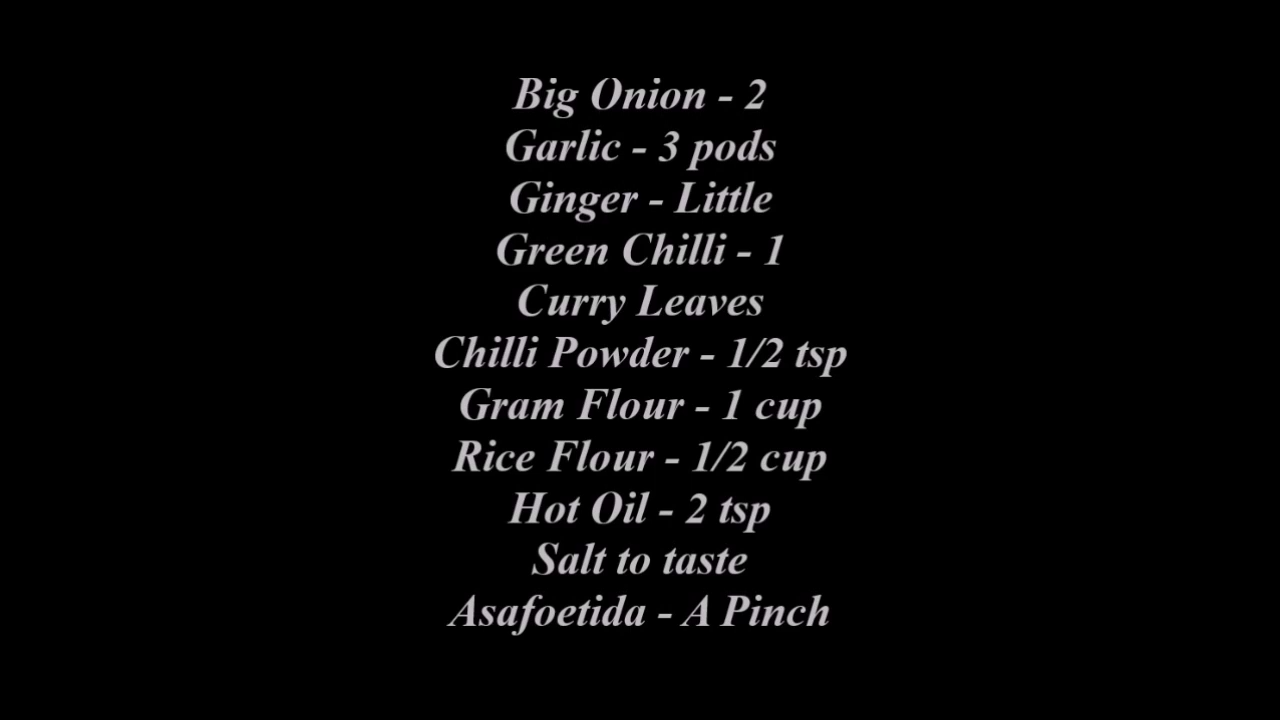 Big Onion - 2
Garlic - 3 pods
Ginger - Little
Green Chilli - 1
Curry Leaves
Chilli Powder - 1/2 tsp
Gram Flour - 1 cup
Rice Flour - 1/2 cup
Hot Oil - 2 tsp
Salt to taste
Asafoetida - A Pinch